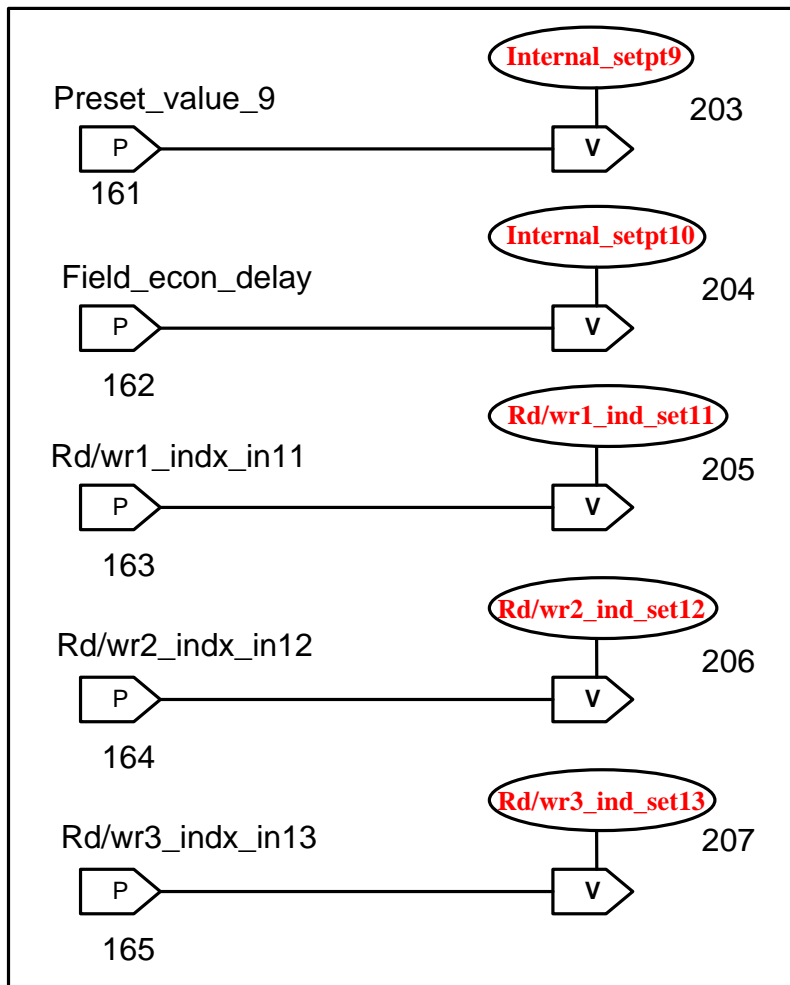 Internal_setpt9
Preset_value_9
203
P
V
161
Internal_setpt10
Field_econ_delay
204
P
V
162
Rd/wr1_ind_set11
Rd/wr1_indx_in11
205
P
V
163
Rd/wr2_ind_set12
Rd/wr2_indx_in12
206
P
V
164
Rd/wr3_ind_set13
Rd/wr3_indx_in13
207
P
V
165